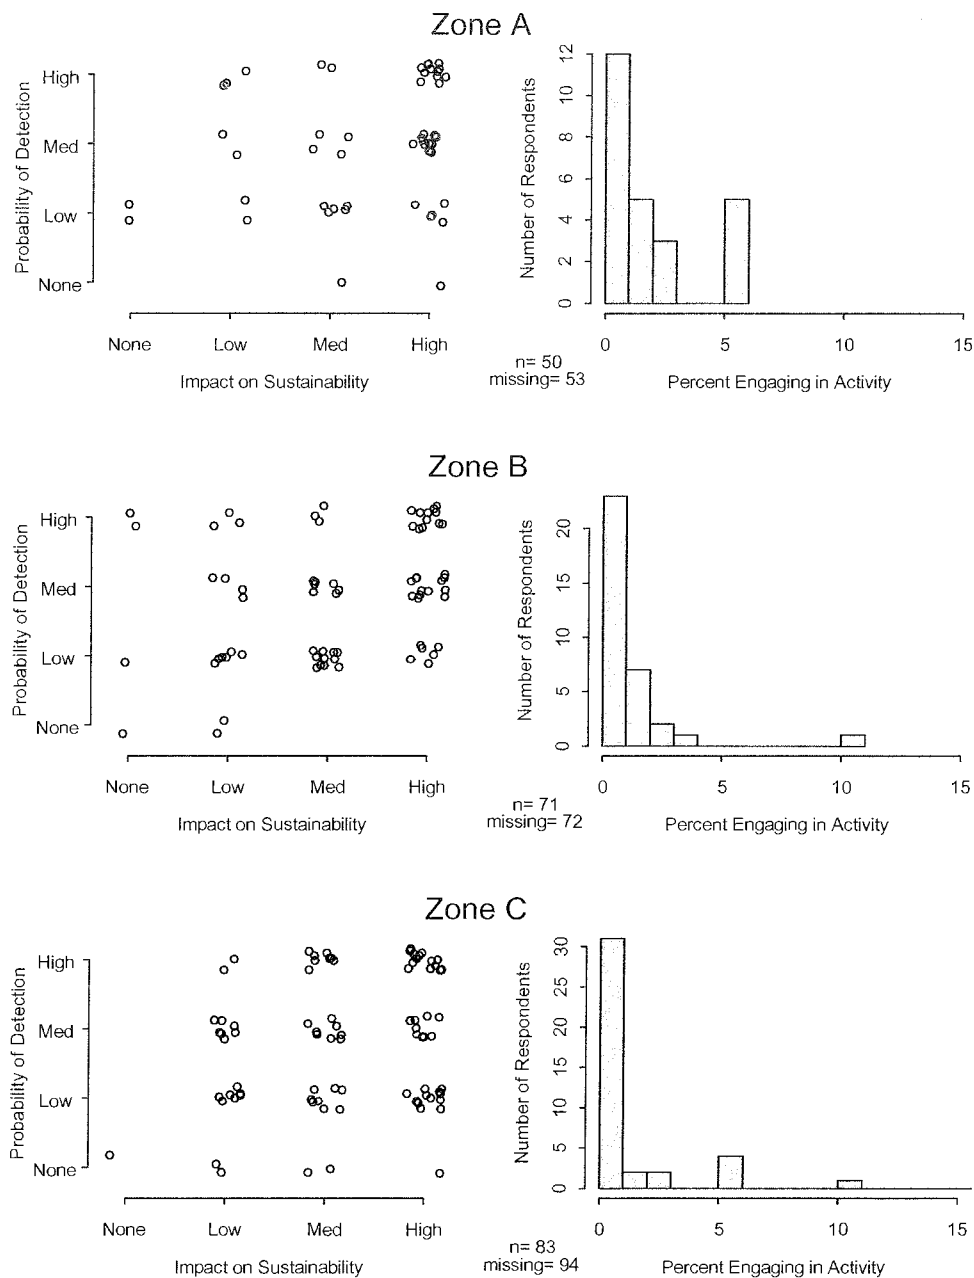 Zone A
Probability of Detection
High
Med
Low
None
None Low Med High
Impact on Sustainability
n= 50
missing= 53
Number of Respondents
12
10
8
6
4
2
0
0 5 10 15
Percent Engaging in Activity
Zone B
Probability of Detection
High
Med
Low
None
None Low Med High
Impact on Sustainability
n= 71
missing= 72
Number of Respondents
20
10
5
0
0 5 10 15
Percent Engaging in Activity
Zone C
Probability of Detection
High
Med
Low
None
None Low Med High
Impact on Sustainability
n= 83
missing= 94
Number of Respondents
30
25
20
15
10
5
0
0 5 10 15
Percent Engaging in Activity